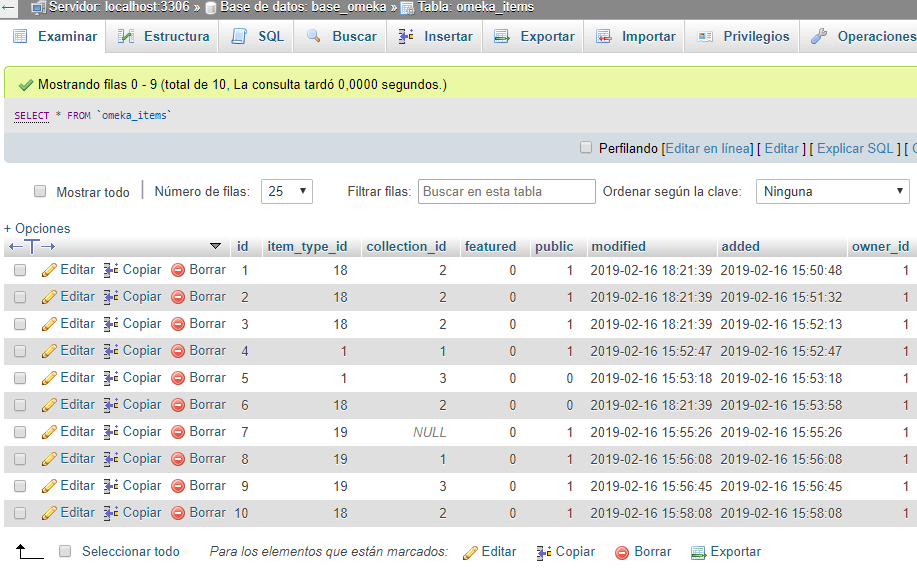 Servidor: localhost:3306 » Base de datos: base_omeka » Tabla: omeka_items
Examinar Estructura SQL Buscar Insertar Exportar Importar Privilegios Operaciones
Mostrando filas 0 - 9 (total de 10, La consulta tardó 0,0000 segundos.)
SELECT * FROM `omeka_items`
Perfilando [Editar en línea] [ Editar ] [ Explicar SQL ] [
Mostrar todo Número de filas: 25 Filtrar filas: Buscar en esta tabla Ordenar según la clave: Ninguna
+ Opciones
id item_type_id collection_id featured public modified added owner_id
Editar Copiar Borrar 1 18 2 0 1 2019-02-16 18:21:39 2019-02-16 15:50:48 1
Editar Copiar Borrar 2 18 2 0 1 2019-02-16 18:21:39 2019-02-16 15:51:32 1
Editar Copiar Borrar 3 18 2 0 1 2019-02-16 18:21:39 2019-02-16 15:52:13 1
Editar Copiar Borrar 4 1 1 0 1 2019-02-16 15:52:47 2019-02-16 15:52:47 1
Editar Copiar Borrar 5 1 3 0 0 2019-02-16 15:53:18 2019-02-16 15:53:18 1
Editar Copiar Borrar 6 18 2 0 0 2019-02-16 18:21:39 2019-02-16 15:53:58 1
Editar Copiar Borrar 7 19 NULL 0 1 2019-02-16 15:55:26 2019-02-16 15:55:26 1
Editar Copiar Borrar 8 19 1 0 1 2019-02-16 15:56:08 2019-02-16 15:56:08 1
Editar Copiar Borrar 9 19 3 0 1 2019-02-16 15:56:45 2019-02-16 15:56:45 1
Editar Copiar Borrar 10 18 2 0 1 2019-02-16 15:58:08 2019-02-16 15:58:08 1
Seleccionar todo Para los elementos que están marcados: Editar Copiar Borrar Exportar